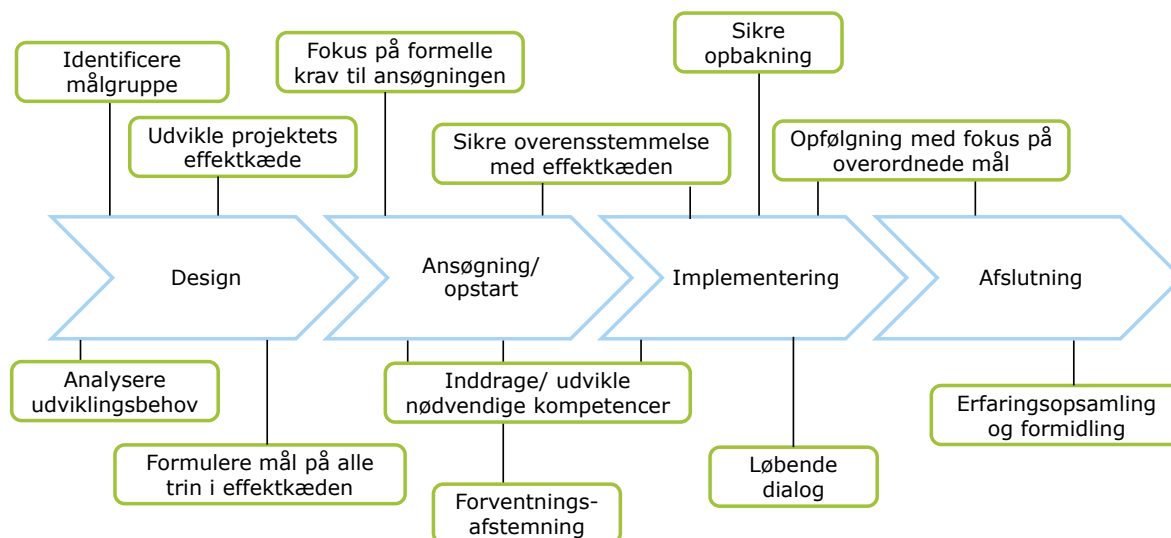 Identificere
målgruppe
Fokus på formelle
krav til ansøgningen
Sikre
opbakning
Udvikle projektets
effektkæde
Sikre overensstemmelse
med effektkæden
Opfølgning med fokus på
overordnede mål
Design
Ansøgning/
opstart
Implementering
Afslutning
Analysere
udviklingsbehov
Inddrage/ udvikle
nødvendige kompetencer
Erfaringsopsamling
og formidling
Formulere mål på alle
trin i effektkæden
Forventnings-
afstemning
Løbende
dialog